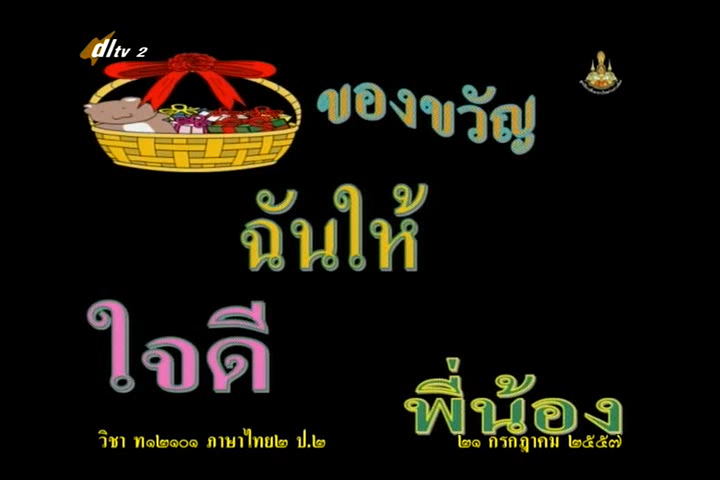 dltv 2
ของขวัญ
ฉันให้
ใจดี
พี่น้อง
วิชา ท๑๒๑๐๑ ภาษาไทย๒ ป.๒
๒๑ กรกฎาคม ๒๕๕๗